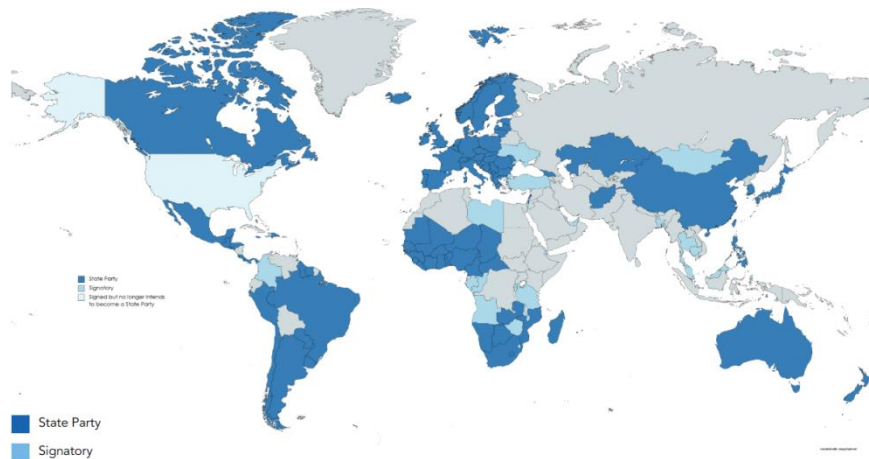 State Party
Signatory
Signed but no longer intends
to become a State Party
State Party
Signatory